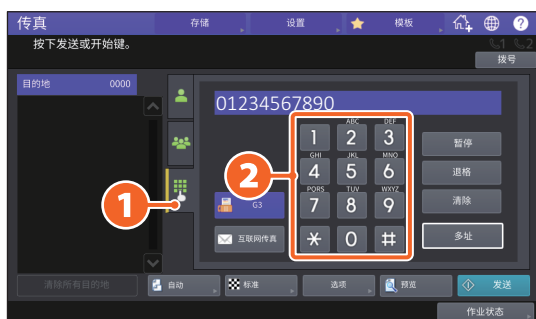 传真
存储 设置 模板 ?
按下发送或开始键。
1 2
拨号
目的地 0000
01234567890
ABC DEF
1 2 3
暂停
GHI JKL MNO
4 5 6
退格
2
PQRS TUV WXYZ
7 8 9
清除
G3
1
互联网传真
* 0 #
多址
清除所有目的地 自动 标准 选项 预览 发送
作业状态